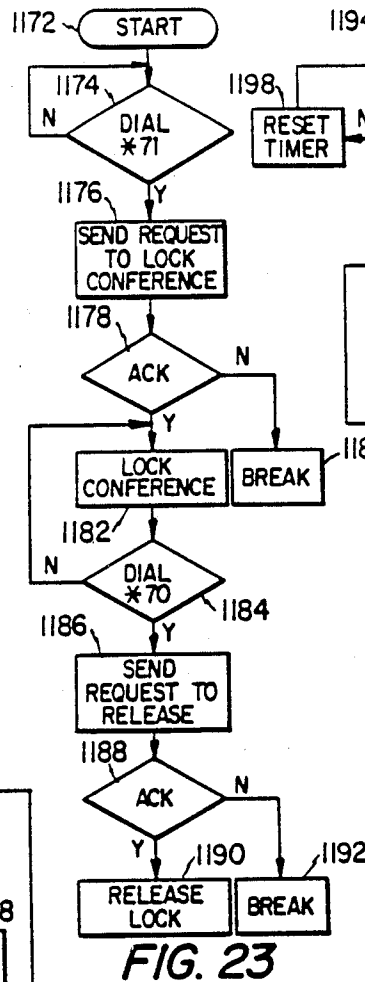 1172
START
1194
1174
1198
N
DIAL
*71
RESET
TIMER
N
Y
1176
SEND REQUEST
TO LOCK
CONFERENCE
1178
ACK
N
Y
LOCK
CONFERENCE
BREAK
118
1182
N
DIAL
*70
1184
1186
Y
SEND
REQUEST TO
RELEASE
1188
ACK
N
Y
1190
1192
RELEASE
LOCK
BREAK
8
FIG. 23